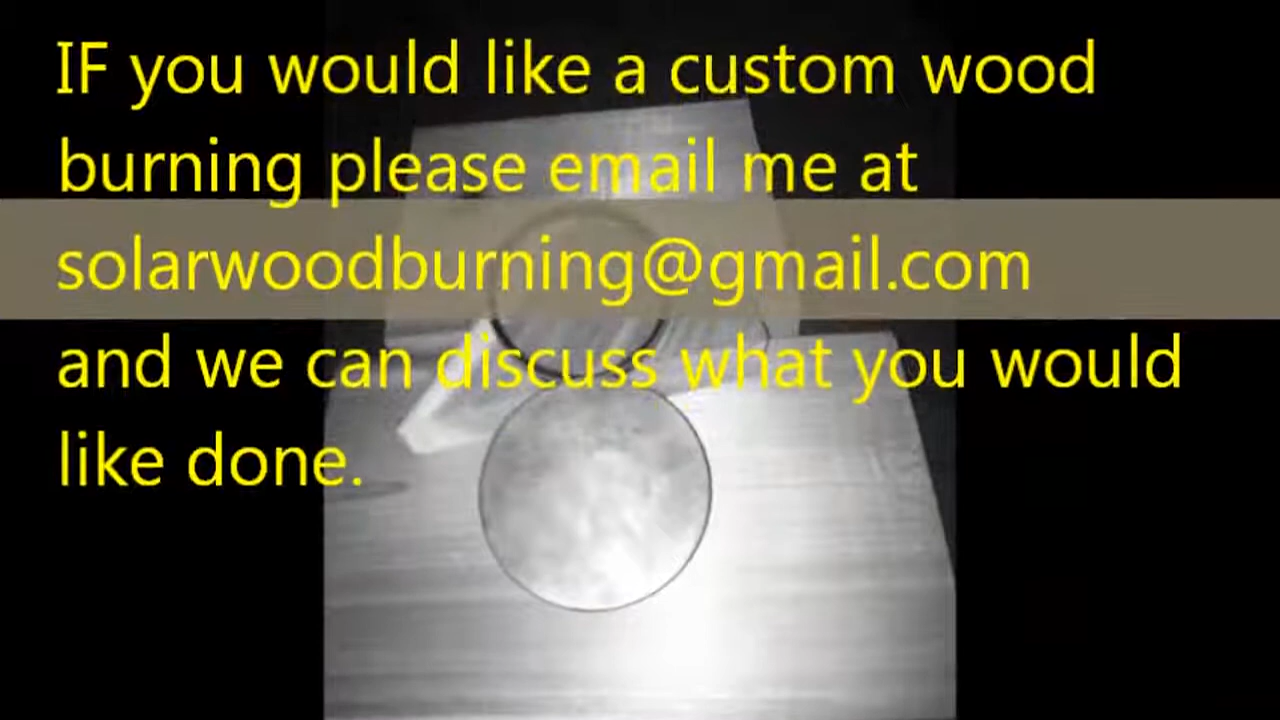 IF you would like a custom wood
burning please email me at
solarwoodburning@gmail.com
and we can discuss what you would
like done.